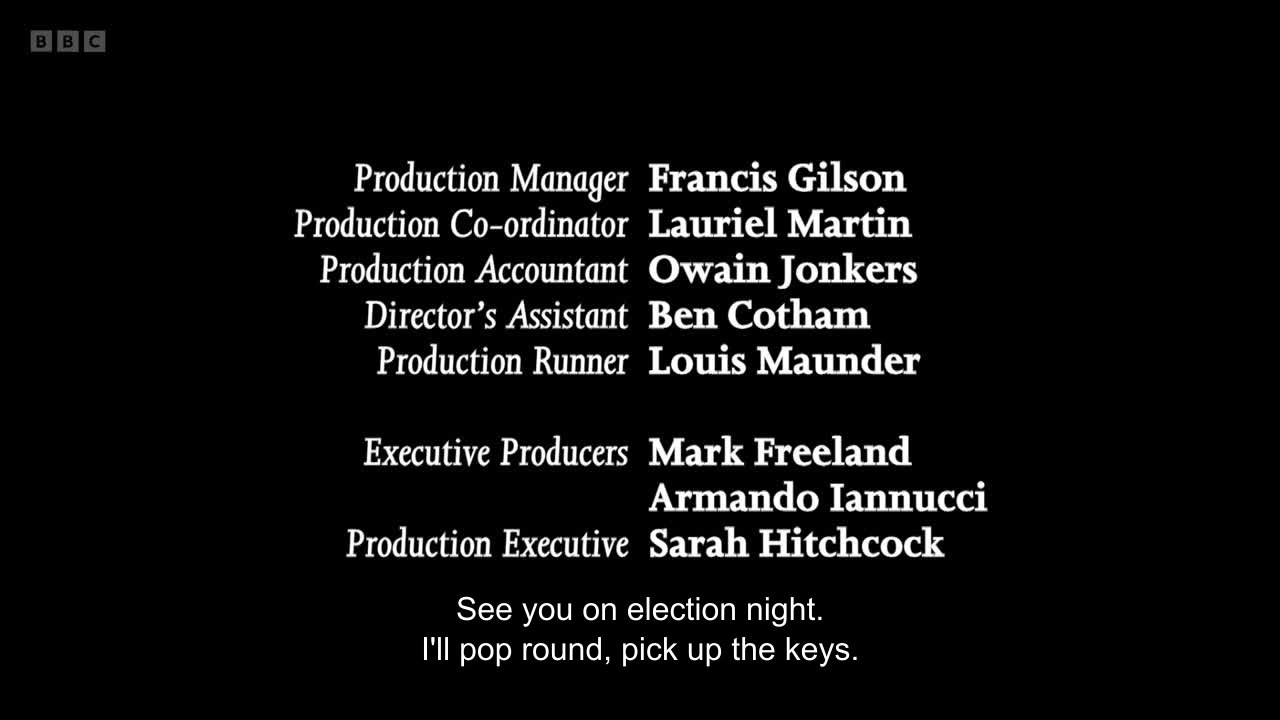 BBC
Production Manager Francis Gilson
Production Co-ordinator Lauriel Martin
Production Accountant Owain Jonkers
Director's Assistant Ben Cotham
Production Runner Louis Maunder
Executive Producers Mark Freeland
Armando Iannucci
Production Executive Sarah Hitchcock
See you on election night.
I'll pop round, pick up the keys.